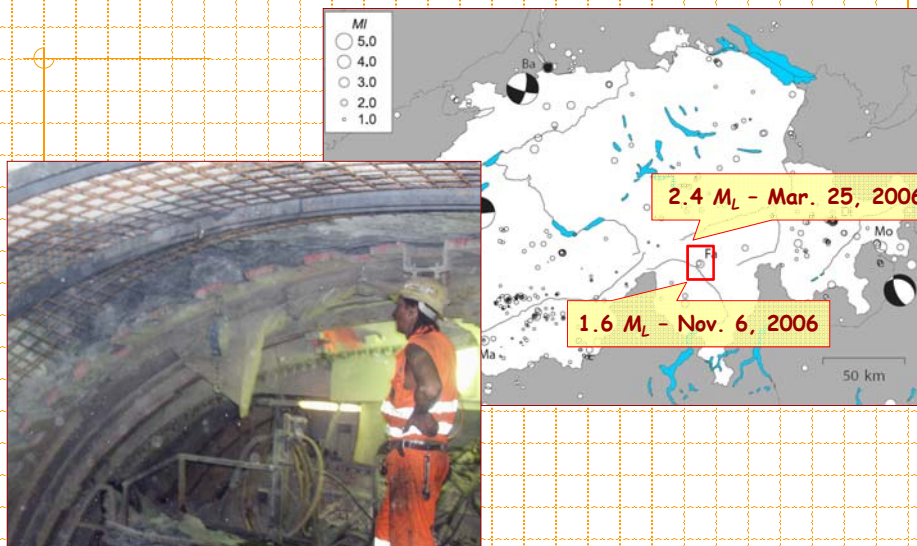 Ml
5.0
4.0
3.0
2.0
1.0
Ba
2.4 ML – Mar. 25, 2006
Mo
Fa
1.6 ML – Nov. 6, 2006
Ma
50 km